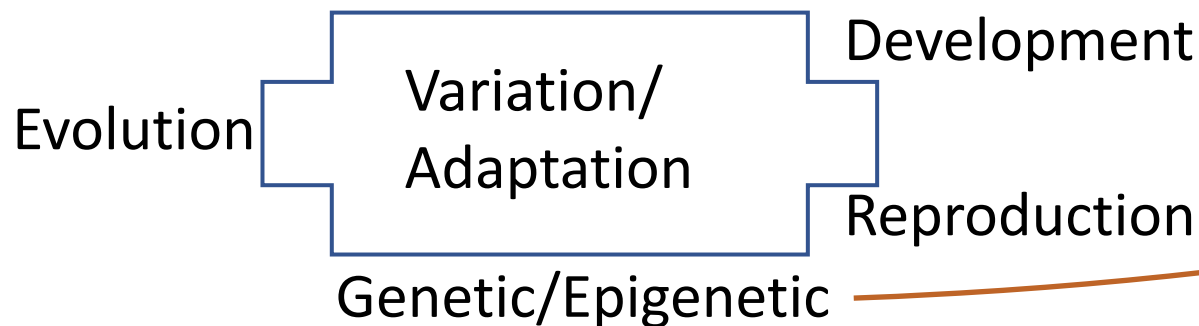 Development
Variation/
Evolution
Adaptation
Reproduction
Genetic/Epigenetic